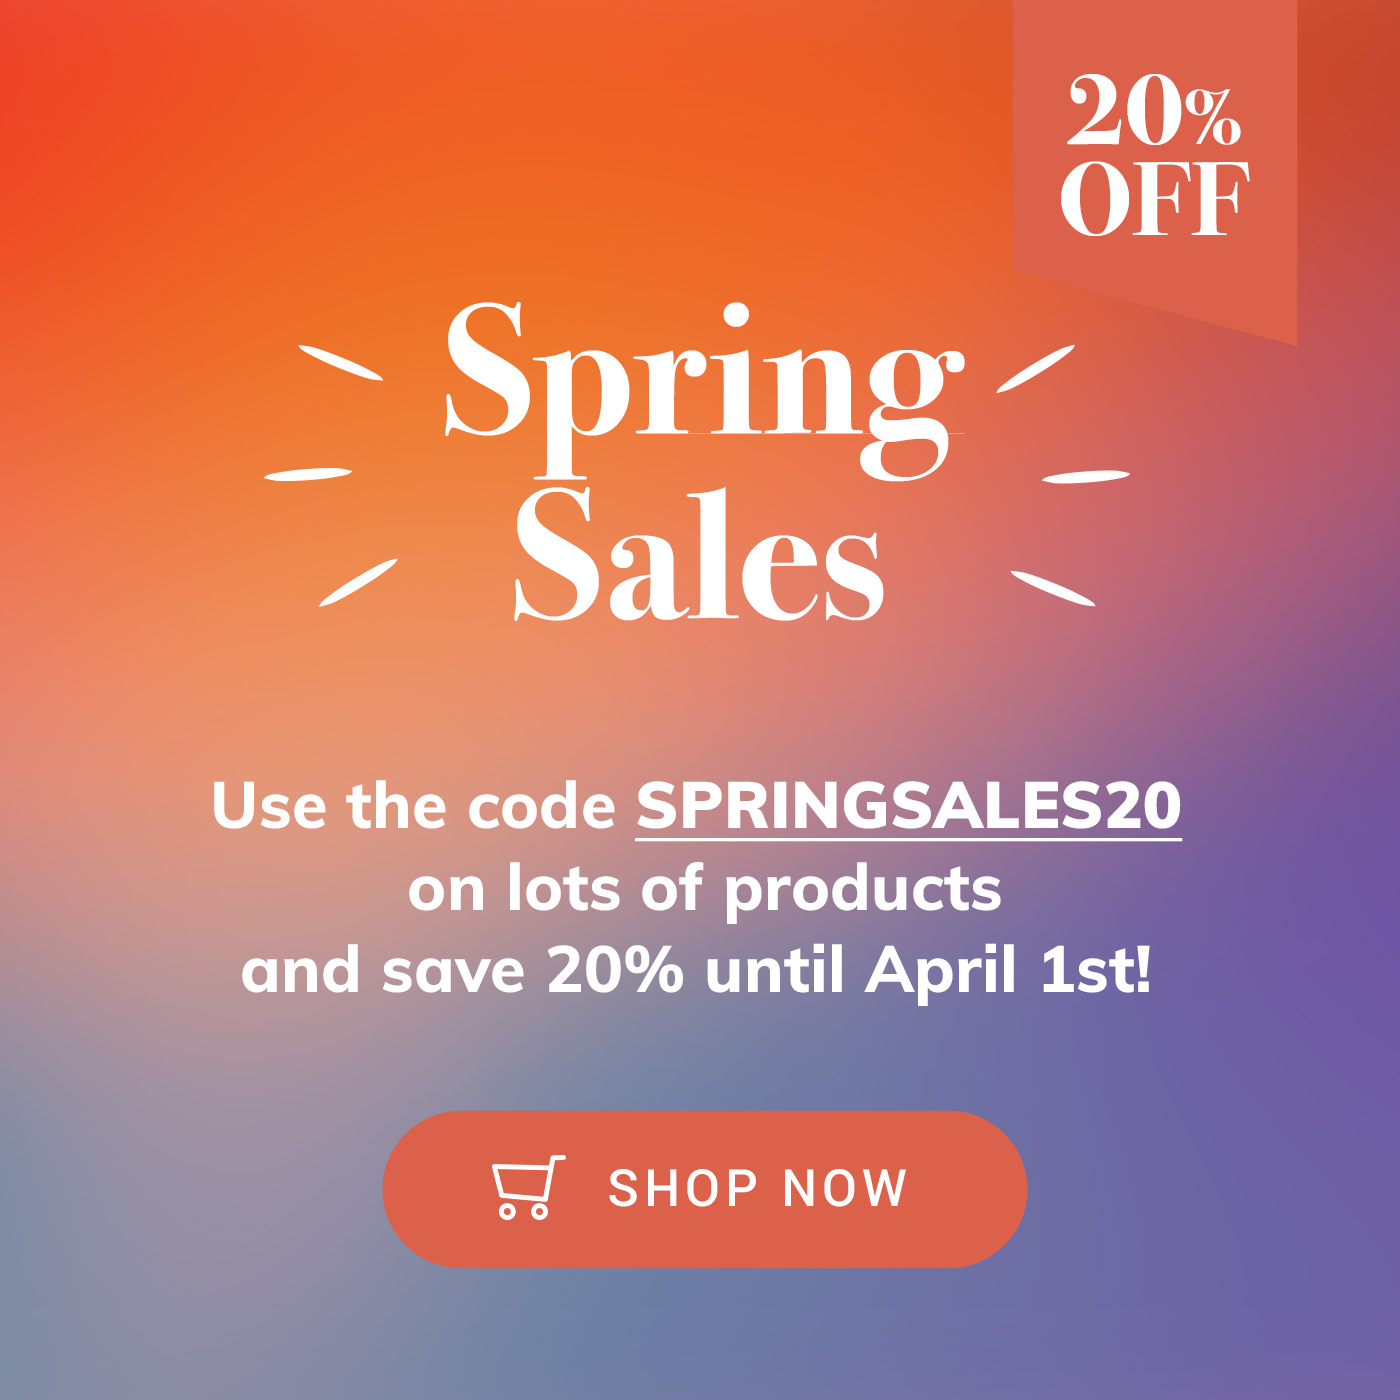 20%
OFF
Spring
Sales
Use the code SPRINGSALES20
on lots of products
and save 20% until April 1st!
SHOP NOW